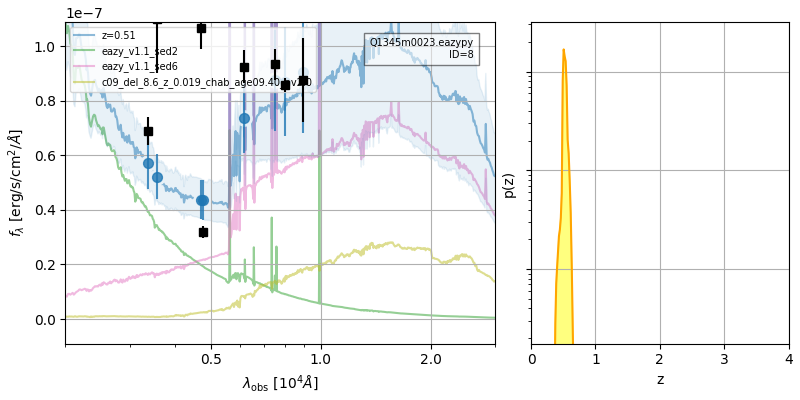 1e−7
z=0.51
eazy_v1.1_sed2
eazy_v1.1_sed6
Q1345m0023.eazypy
ID=8
1.0
0.8
0.6
0.4
0.2
0.0
fλ [erg/s/cm²/Å]
0.5 1.0 2.0
λobs [10⁴Å]
p(z)
0 1 2 3 4
z